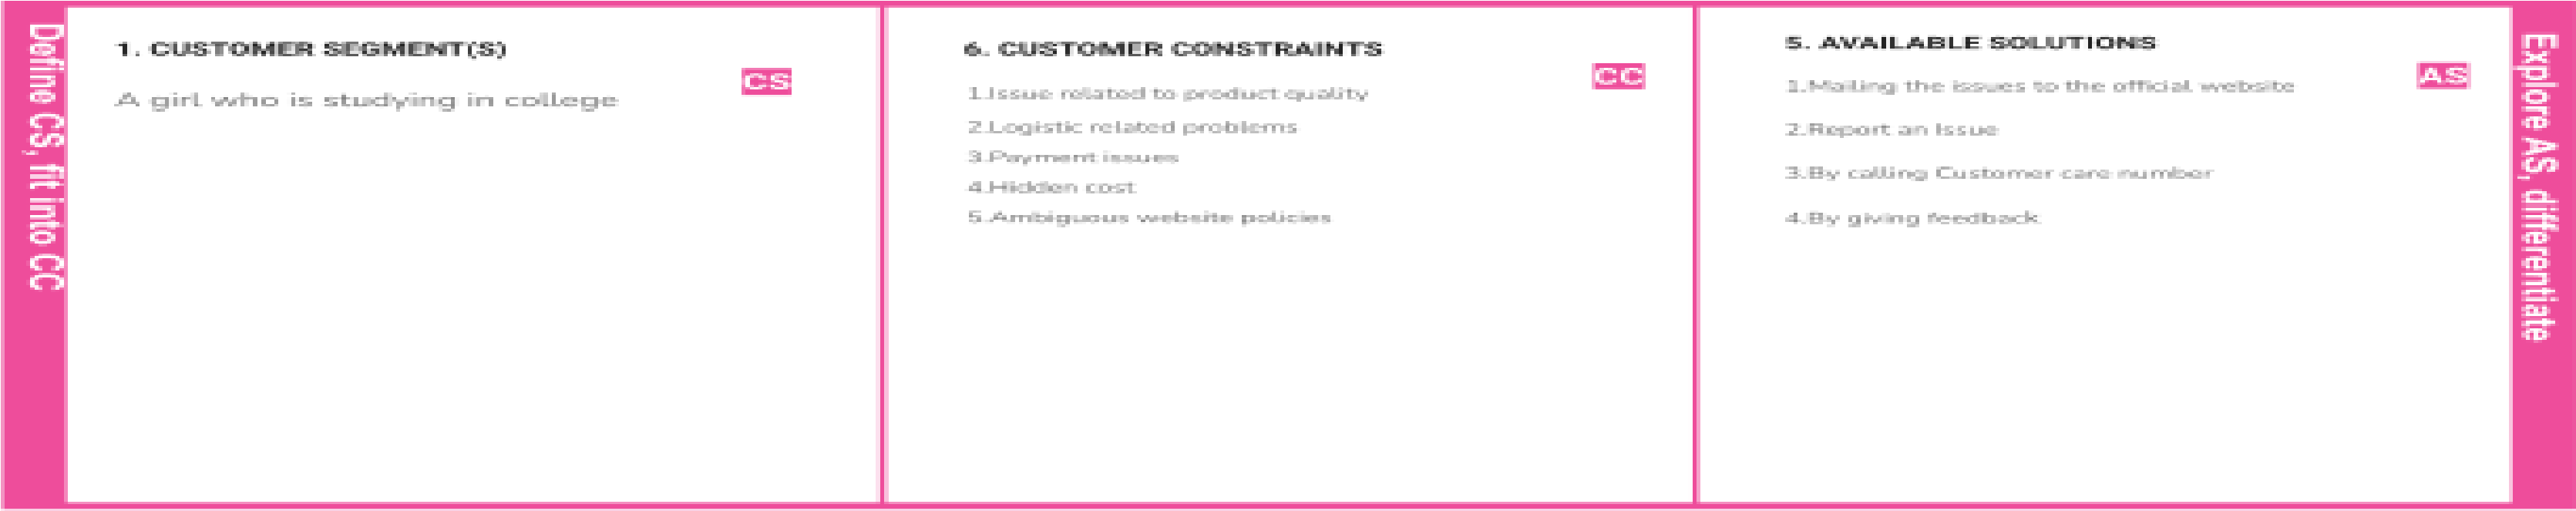 Define CS, fit into CC
1. CUSTOMER SEGMENT(S)
CS
A girl who is studying in college
6. CUSTOMER CONSTRAINTS
CC
1.Issue related to product quality
2.Logistic related problems
3.Payment issues
4.Hidden cost
5.Ambiguous website policies
5. AVAILABLE SOLUTIONS
AS
1.Mailing the issues to the official website
2.Report an Issue
3.By calling Customer care number
4.By giving feedback
Explore AS, differentiate